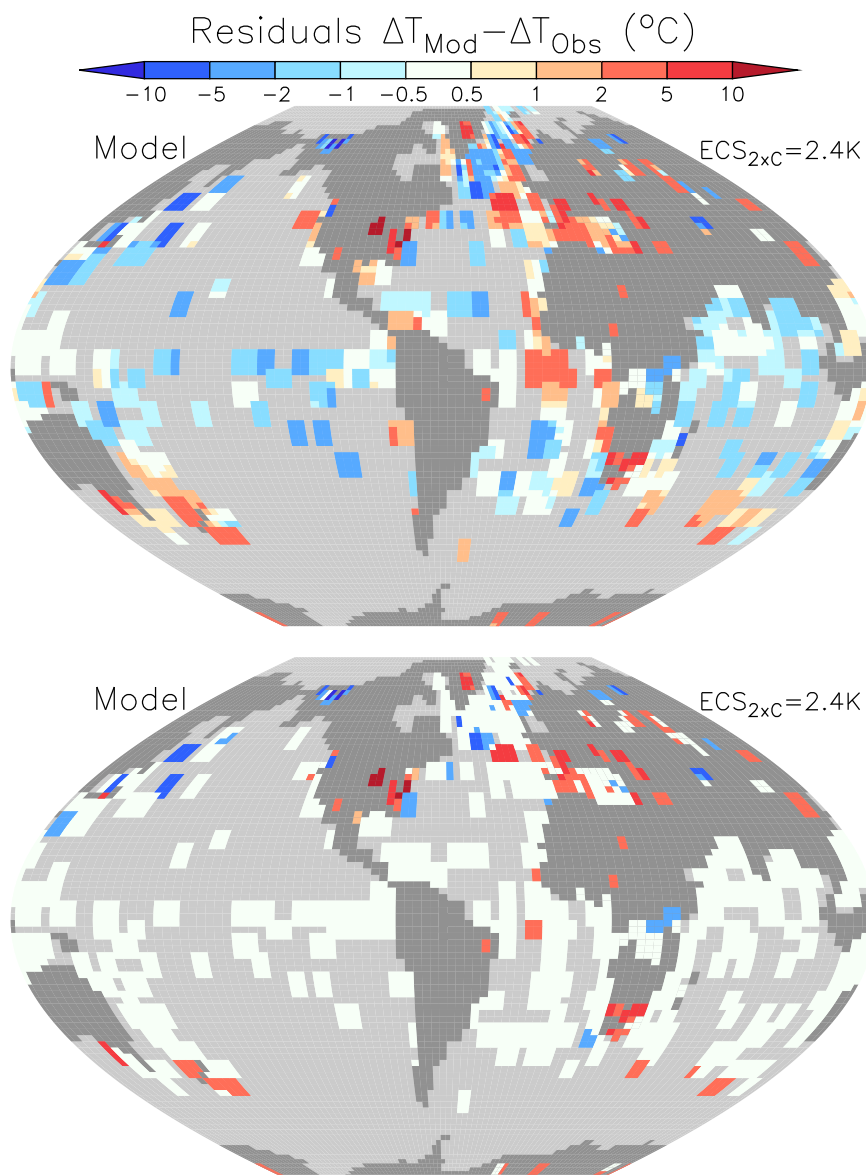 Residuals ΔT_Mod−ΔT_Obs (°C)
−10 −5 −2 −1 −0.5 0.5 1 2 5 10
Model ECS_2xC=2.4K
Model ECS_2xC=2.4K